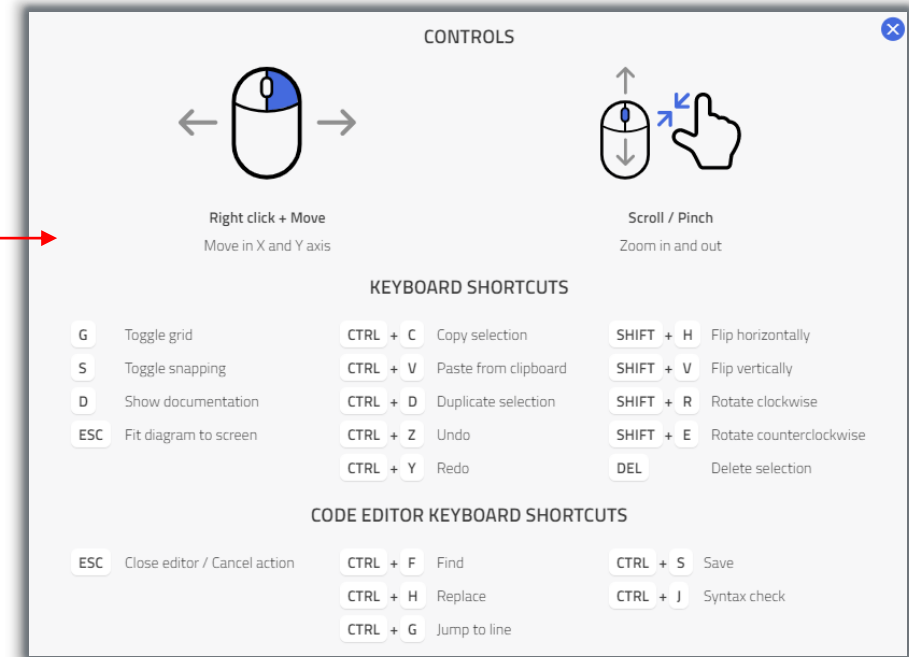 CONTROLS
Right click + Move
Move in X and Y axis
Scroll / Pinch
Zoom in and out
KEYBOARD SHORTCUTS
G Toggle grid
CTRL + C Copy selection
SHIFT + H Flip horizontally
S Toggle snapping
CTRL + V Paste from clipboard
SHIFT + V Flip vertically
D Show documentation
CTRL + D Duplicate selection
SHIFT + R Rotate clockwise
ESC Fit diagram to screen
CTRL + Z Undo
SHIFT + E Rotate counterclockwise
CTRL + Y Redo
DEL Delete selection
CODE EDITOR KEYBOARD SHORTCUTS
ESC Close editor / Cancel action
CTRL + F Find
CTRL + S Save
CTRL + H Replace
CTRL + J Syntax check
CTRL + G Jump to line